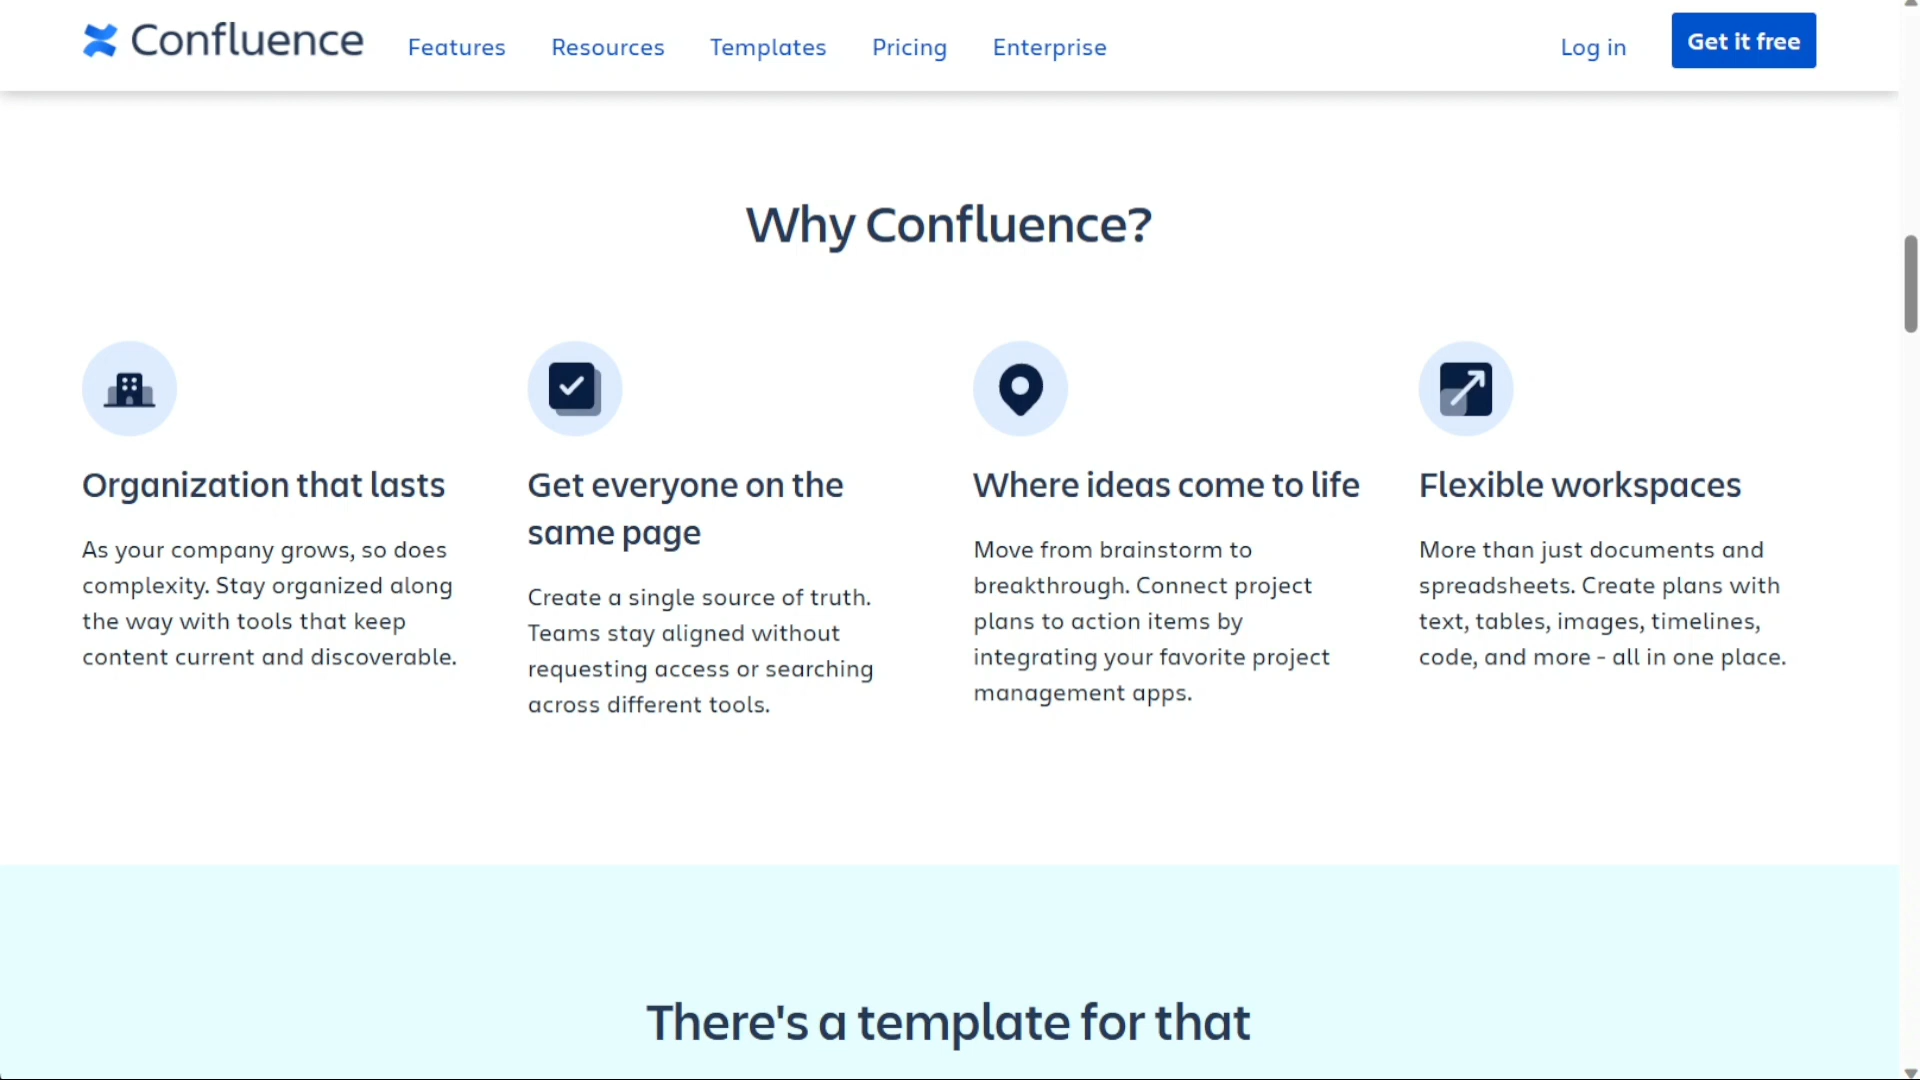 Confluence
Features
Resources
Templates
Pricing
Enterprise
Log in
Get it free
Why Confluence?
Organization that lasts
As your company grows, so does
complexity. Stay organized along
the way with tools that keep
content current and discoverable.
Get everyone on the
same page
Create a single source of truth.
Teams stay aligned without
requesting access or searching
across different tools.
Where ideas come to life
Move from brainstorm to
breakthrough. Connect project
plans to action items by
integrating your favorite project
management apps.
Flexible workspaces
More than just documents and
spreadsheets. Create plans with
text, tables, images, timelines,
code, and more - all in one place.
There's a template for that